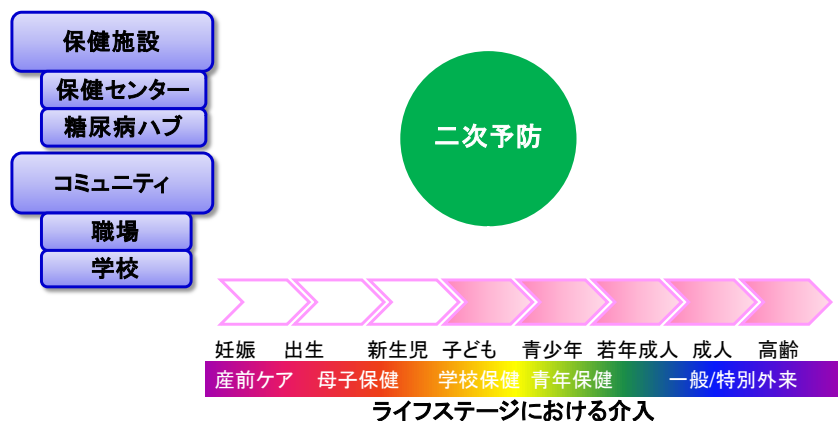 保健施設
保健センター
糖尿病ハブ
コミュニティ
職場
学校
二次予防
妊娠 出生 新生児 子ども 青少年 若年成人 成人 高齢
産前ケア 母子保健 学校保健 青年保健 一般/特別外来
ライフステージにおける介入